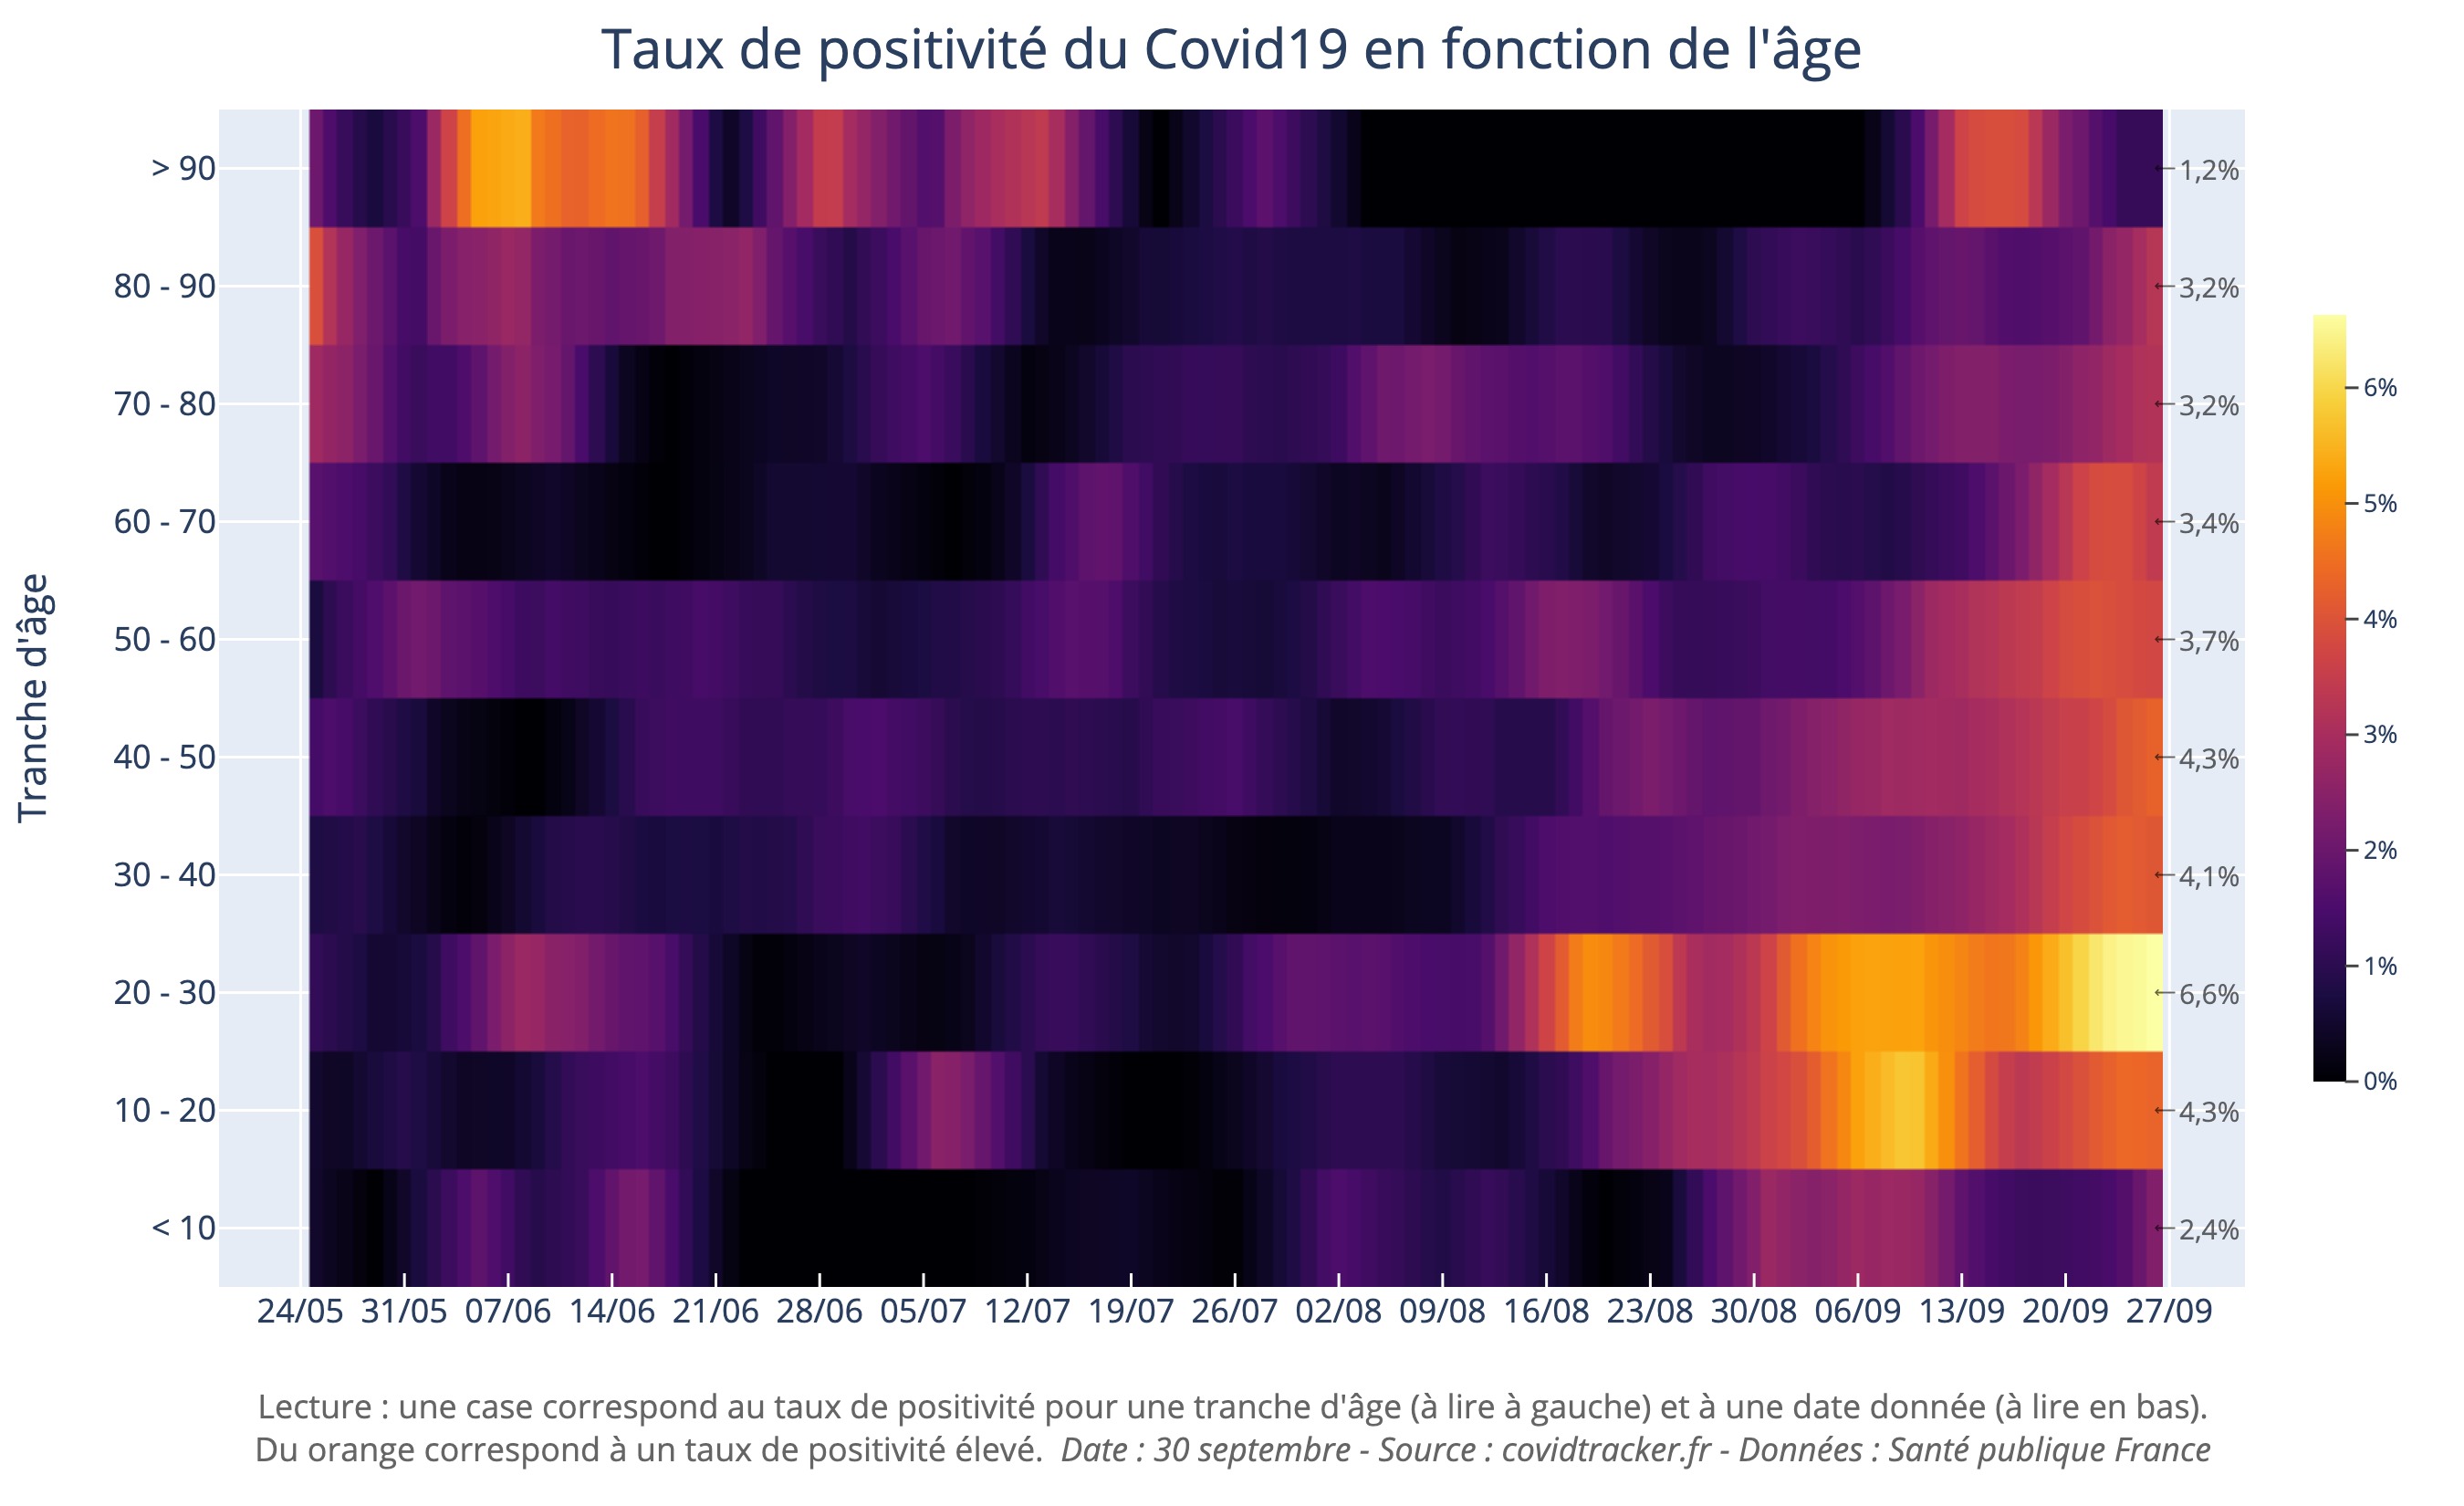 Taux de positivité du Covid19 en fonction de l'âge
Tranche d'âge
> 90
80 - 90
70 - 80
60 - 70
50 - 60
40 - 50
30 - 40
20 - 30
10 - 20
< 10
1,2%
3,2%
3,2%
3,4%
3,7%
4,3%
4,1%
6,6%
4,3%
2,4%
6%
5%
4%
3%
2%
1%
0%
24/05 31/05 07/06 14/06 21/06 28/06 05/07 12/07 19/07 26/07 02/08 09/08 16/08 23/08 30/08 06/09 13/09 20/09 27/09
Lecture : une case correspond au taux de positivité pour une tranche d'âge (à lire à gauche) et à une date donnée (à lire en bas).
Du orange correspond à un taux de positivité élevé. Date : 30 septembre - Source : covidtracker.fr - Données : Santé publique France